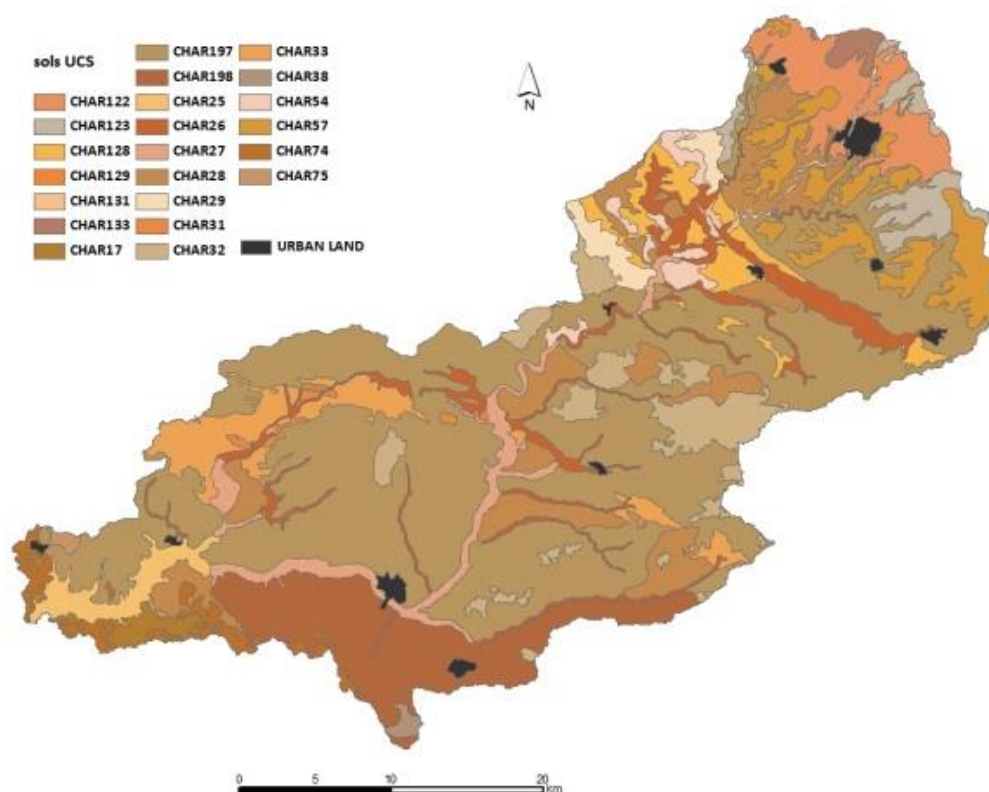 sols UCS
CHAR122
CHAR123
CHAR128
CHAR129
CHAR131
CHAR133
CHAR17
CHAR197
CHAR198
CHAR25
CHAR26
CHAR27
CHAR28
CHAR29
CHAR31
CHAR32
CHAR33
CHAR38
CHAR54
CHAR57
CHAR74
CHAR75
URBAN LAND
N
0 5 10 20
km